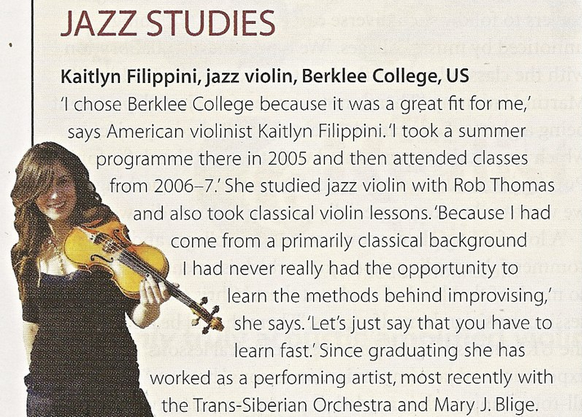 JAZZ STUDIES
Kaitlyn Filippini, jazz violin, Berklee College, US
‘I chose Berklee College because it was a great fit for me,’
says American violinist Kaitlyn Filippini. ‘I took a summer
programme there in 2005 and then attended classes
from 2006–7.’ She studied jazz violin with Rob Thomas
and also took classical violin lessons. ‘Because I had
come from a primarily classical background
I had never really had the opportunity to
learn the methods behind improvising,’
she says. ‘Let’s just say that you have to
learn fast.’ Since graduating she has
worked as a performing artist, most recently with
the Trans-Siberian Orchestra and Mary J. Blige.